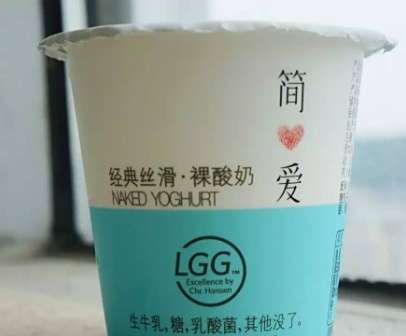 简
爱
经典丝滑·裸酸奶
NAKED YOGHURT
LGG™
Excellence by
Chr. Hansen
生牛乳,糖,乳酸菌,其他没了。